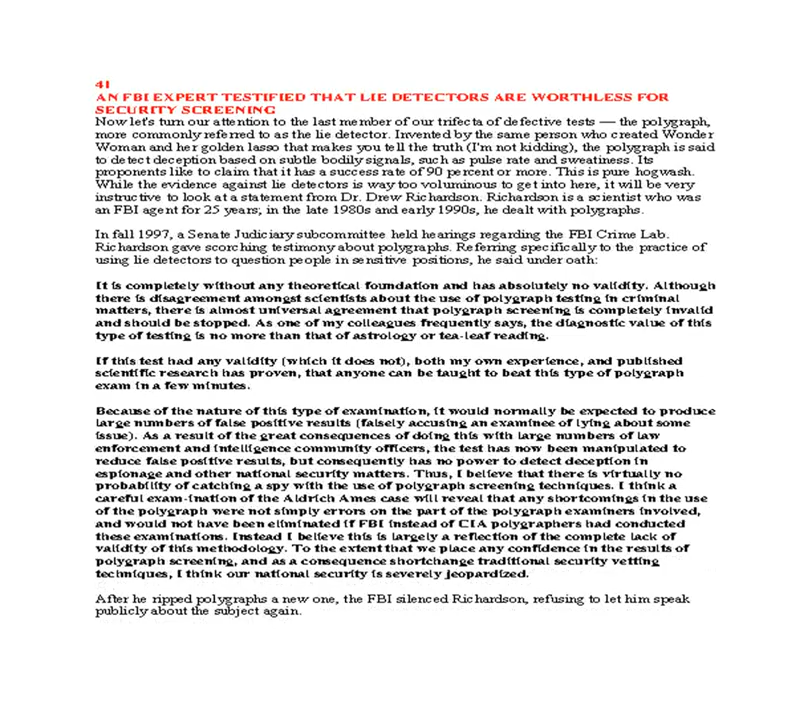 41
AN FBI EXPERT TESTIFIED THAT LIE DETECTORS ARE WORTHLESS FOR
SECURITY SCREENING
Now let's turn our attention to the last member of our trifecta of defective tests — the polygraph,
more commonly referred to as the lie detector. Invented by the same person who created Wonder
Woman and her golden lasso that makes you tell the truth (I'm not kidding), the polygraph is said
to detect deception based on subtle bodily signals, such as pulse rate and sweatiness. Its
proponents like to claim that it has a success rate of 90 percent or more. This is pure hogwash.
While the evidence against lie detectors is way too voluminous to get into here, it will be very
instructive to look at a statement from Dr. Drew Richardson. Richardson is a scientist who was
an FBI agent for 25 years; in the late 1980s and early 1990s, he dealt with polygraphs.
In fall 1997, a Senate Judiciary subcommittee held hearings regarding the FBI Crime Lab.
Richardson gave scorching testimony about polygraphs. Referring specifically to the practice of
using lie detectors to question people in sensitive positions, he said under oath:
It is completely without any theoretical foundation and has absolutely no validity. Although
there is disagreement amongst scientists about the use of polygraph testing in criminal
matters, there is almost universal agreement that polygraph screening is completely invalid
and should be stopped. As one of my colleagues frequently says, the diagnostic value of this
type of testing is no more than that of astrology or tea-leaf reading.
If this test had any validity (which it does not), both my own experience, and published
scientific research has proven, that anyone can be taught to beat this type of polygraph
exam in a few minutes.
Because of the nature of this type of examination, it would normally be expected to produce
large numbers of false positive results (falsely accusing an examinee of lying about some
issue). As a result of the great consequences of doing this with large numbers of law
enforcement and intelligence community officers, the test has now been manipulated to
reduce false positive results, but consequently has no power to detect deception in
espionage and other national security matters. Thus, I believe that there is virtually no
probability of catching a spy with the use of polygraph screening techniques. I think a
careful exam-ination of the Aldrich Ames case will reveal that any shortcomings in the use
of the polygraph were not simply errors on the part of the polygraph examiners involved,
and would not have been eliminated if FBI instead of CIA polygraphers had conducted
these examinations. Instead I believe this is largely a reflection of the complete lack of
validity of this methodology. To the extent that we place any confidence in the results of
polygraph screening, and as a consequence shortchange traditional security vetting
techniques, I think our national security is severely jeopardized.
After he ripped polygraphs a new one, the FBI silenced Richardson, refusing to let him speak
publicly about the subject again.